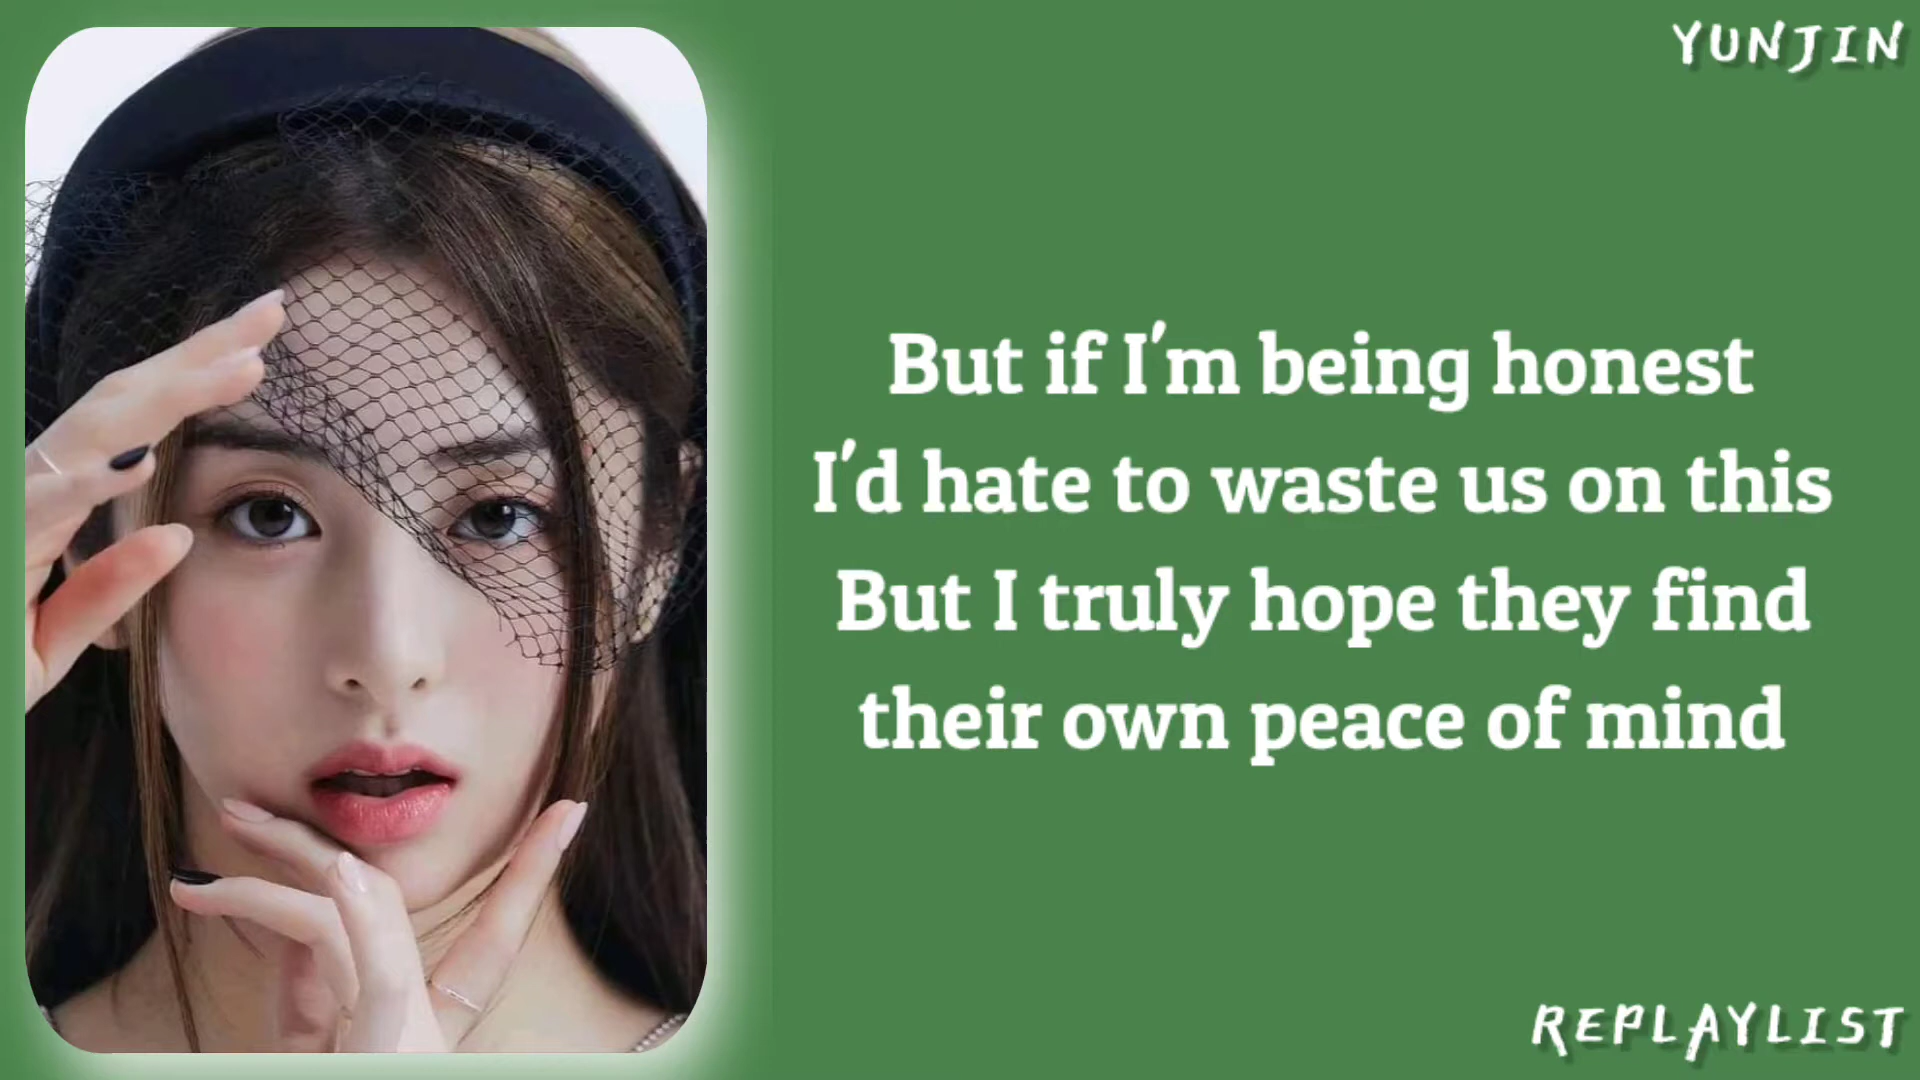 YUNJIN
But if I'm being honest
I'd hate to waste us on this
But I truly hope they find
their own peace of mind
REPLAYLIST